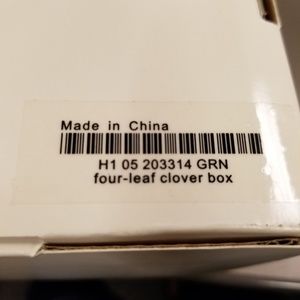 Made in China
H1 05 203314 GRN
four-leaf clover box